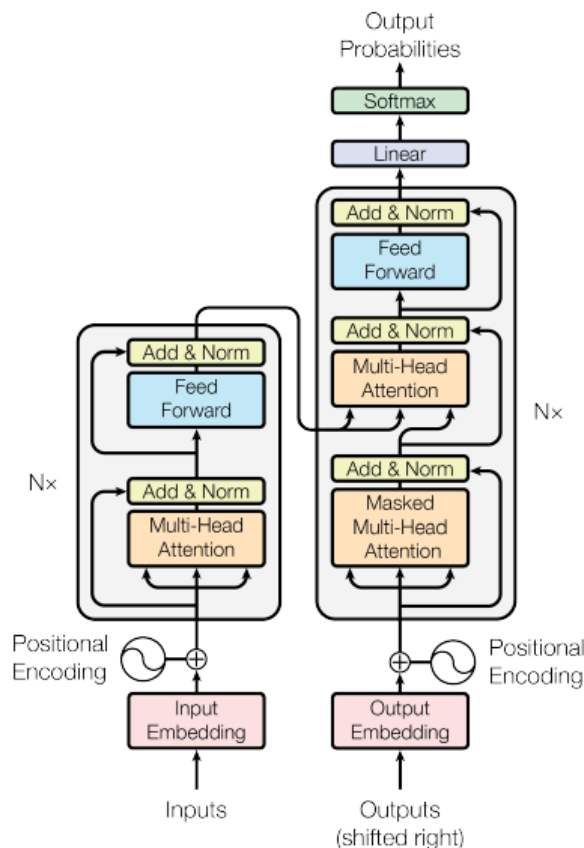 Output
Probabilities
Softmax
Linear
Add & Norm
Feed
Forward
Add & Norm
Multi-Head
Attention
Add & Norm
Masked
Multi-Head
Attention
N×
Add & Norm
Feed
Forward
Add & Norm
Multi-Head
Attention
N×
Positional
Encoding
Positional
Encoding
Input
Embedding
Output
Embedding
Inputs
Outputs
(shifted right)